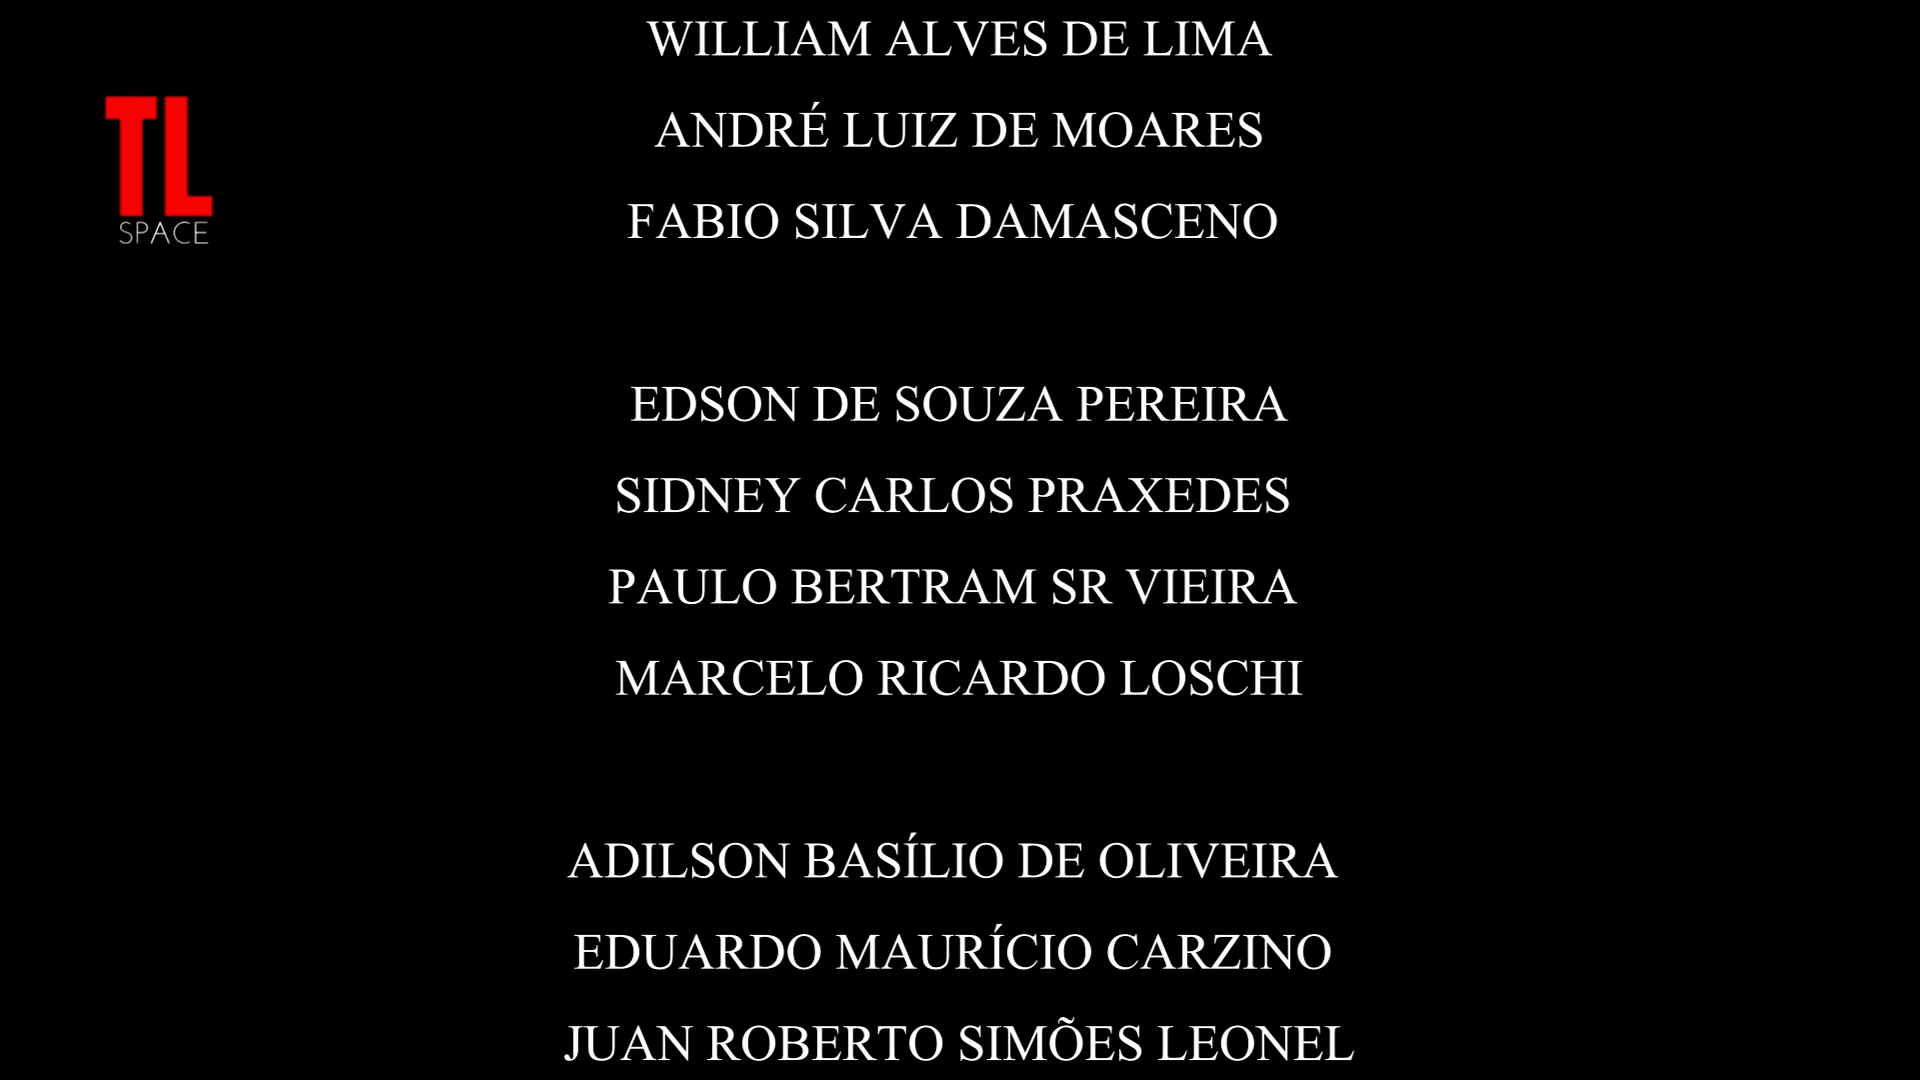 WILLIAM ALVES DE LIMA
ANDRÉ LUIZ DE MOARES
FABIO SILVA DAMASCENO
TL
SPACE
EDSON DE SOUZA PEREIRA
SIDNEY CARLOS PRAXEDES
PAULO BERTRAM SR VIEIRA
MARCELO RICARDO LOSCHI
ADILSON BASÍLIO DE OLIVEIRA
EDUARDO MAURÍCIO CARZINO
JUAN ROBERTO SIMÕES LEONEL